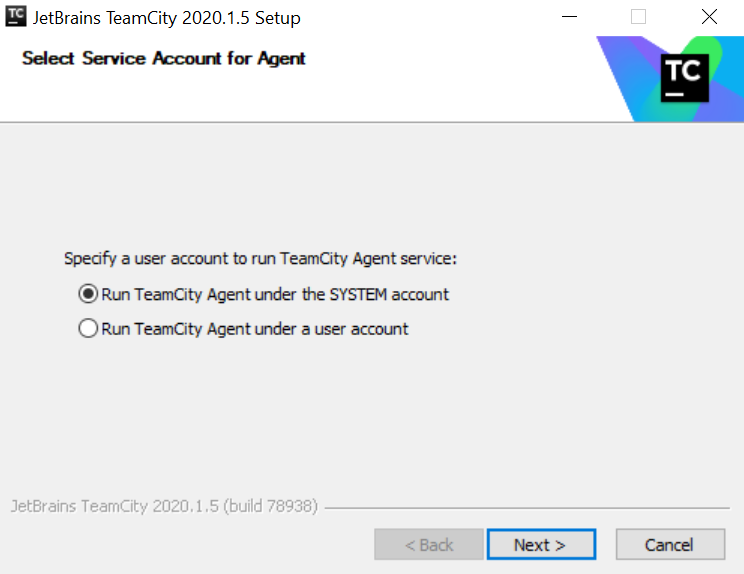 TC JetBrains TeamCity 2020.1.5 Setup
Select Service Account for Agent
TC
Specify a user account to run TeamCity Agent service:
Run TeamCity Agent under the SYSTEM account
Run TeamCity Agent under a user account
JetBrains TeamCity 2020.1.5 (build 78938)
< Back Next > Cancel